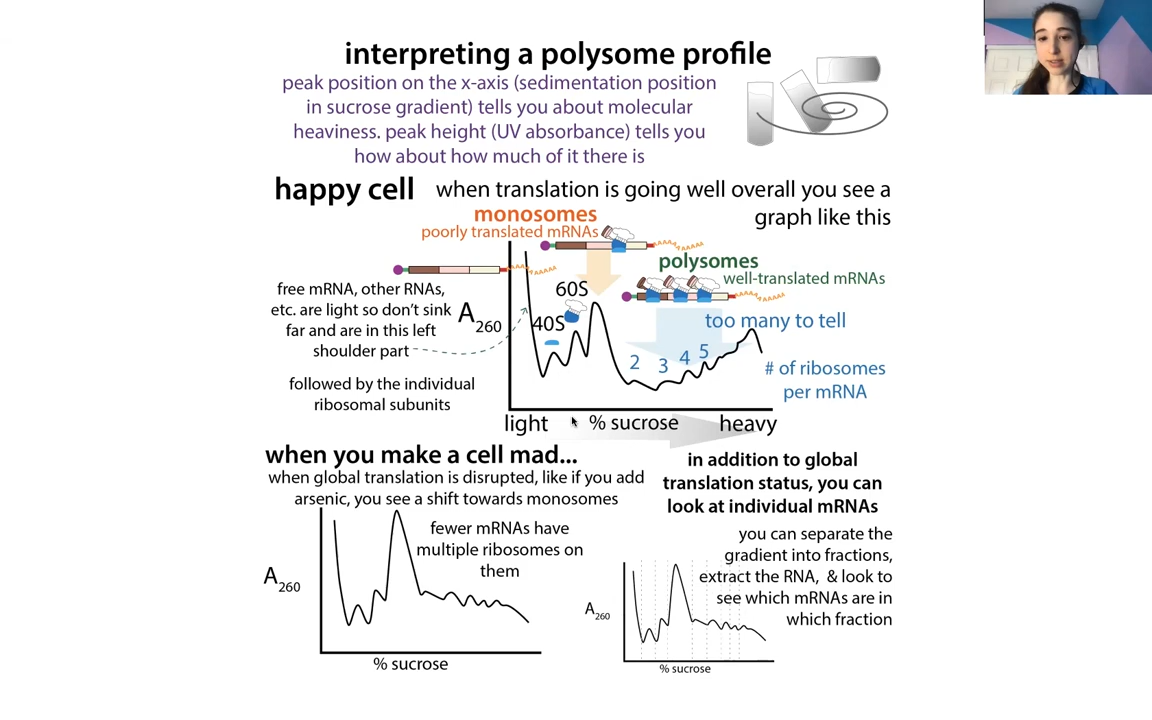 interpreting a polysome profile
peak position on the x-axis (sedimentation position
in sucrose gradient) tells you about molecular
heaviness. peak height (UV absorbance) tells you
how about how much of it there is
happy cell
when translation is going well overall you see a
graph like this
monosomes
poorly translated mRNAs
polysomes
well-translated mRNAs
free mRNA, other RNAs,
etc. are light so don't sink
far and are in this left
shoulder part
followed by the individual
ribosomal subunits
A260
40S
60S
too many to tell
2 3 4 5
# of ribosomes
per mRNA
light % sucrose heavy
when you make a cell mad...
when global translation is disrupted, like if you add
arsenic, you see a shift towards monosomes
fewer mRNAs have
multiple ribosomes on
them
A260
% sucrose
in addition to global
translation status, you can
look at individual mRNAs
you can separate the
gradient into fractions,
extract the RNA, & look to
see which mRNAs are in
which fraction
A260
% sucrose